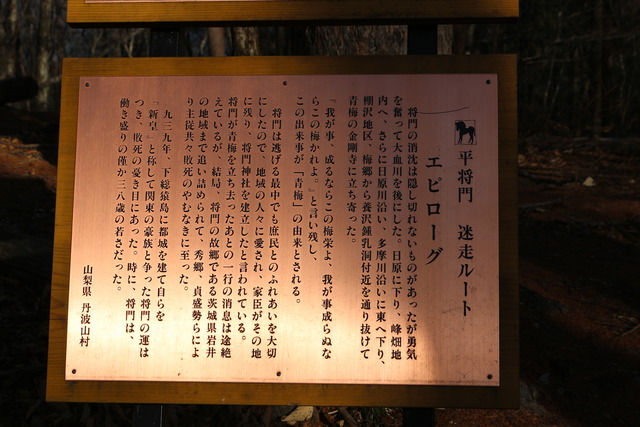 平将門 迷走ルート
エピローグ
将門の消沈は隠し切れないものがあったが勇気
を奮って大血川を後にした。日原に下り、峰畑地
内へ、さらに日原川沿い、多摩川沿いに東へ下り、
棚沢地区、梅郷から養沢鍾乳洞付近を通り抜けて
青梅の金剛寺に立ち寄った。
『我が事、成るならこの梅栄よ、我が事成らぬな
らこの梅かれよ。』と言い残し、
この出来事が「青梅」の由来とされる。
将門は逃げる最中でも庶民とのふれあいを大切
にしたので、地域の人々に愛され、家臣がその地
に残り、将門神社を建立したと言われている。
将門が青梅を立ち去ったあとの一行の消息は途絶
えているが、結局、将門の故郷である茨城県岩井
の地域まで追い詰められて、秀郷、貞盛勢らによ
り主従共々敗死のやむなきに至った。
九三九年、下総猿島に都城を建て自らを
「新皇」と称して関東の豪族と争った将門の運は
つき、敗死の憂き目にあった。時に、将門は、
働き盛りの僅か三八歳の若さだった。
山梨県 丹波山村